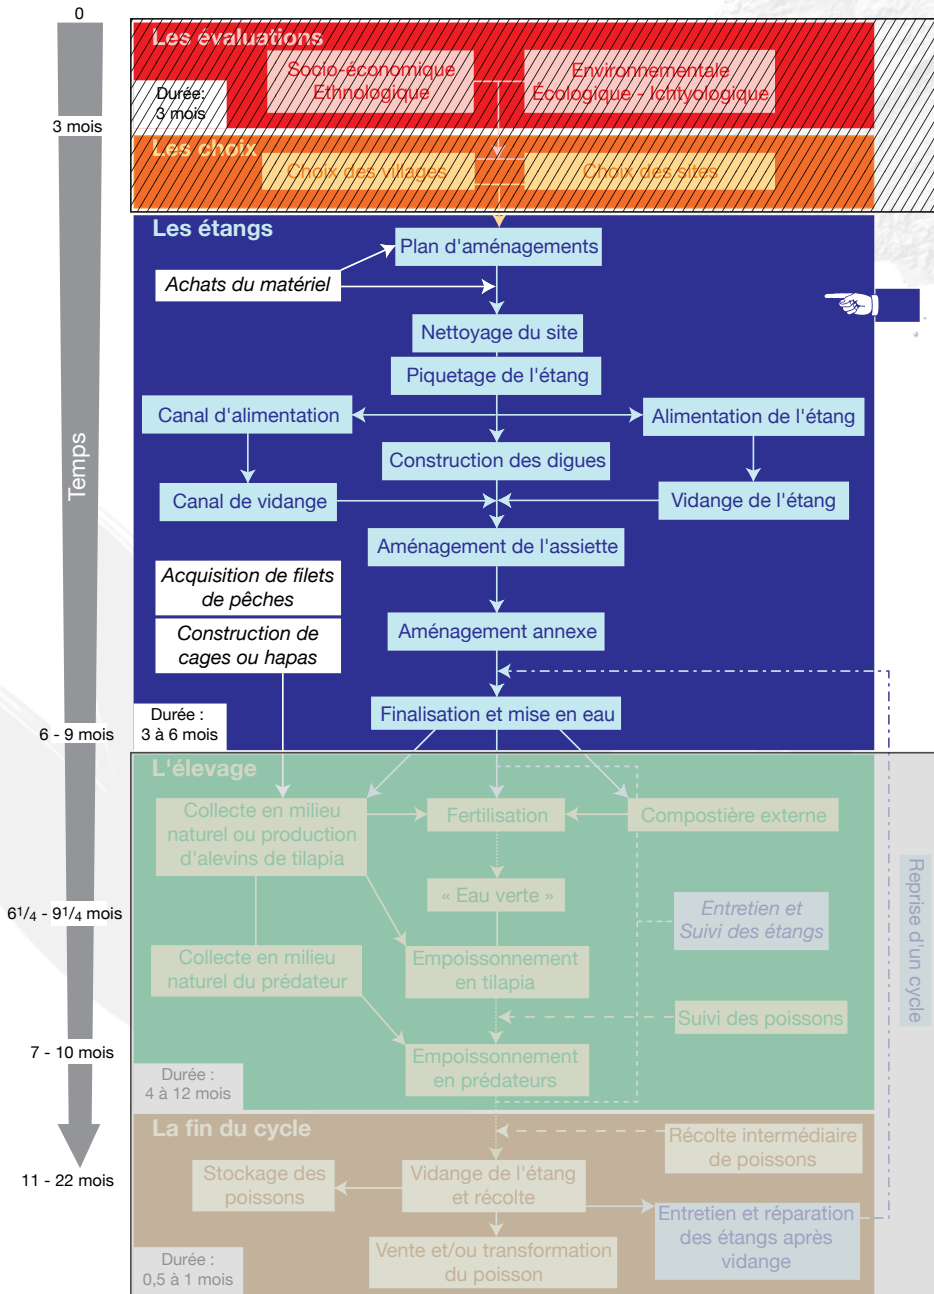 0
Les évaluations
Socio-économique
Ethnologique
Environnementale
Écologique - Ichtyologique
Durée:
3 mois
3 mois
Les choix
Choix des villages
Choix des sites
Les étangs
Plan d'aménagements
Achats du matériel
Nettoyage du site
Piquetage de l'étang
Canal d'alimentation
Alimentation de l'étang
Construction des digues
Temps
Canal de vidange
Vidange de l'étang
Aménagement de l'assiette
Acquisition de filets
de pêches
Construction de
cages ou hapas
Aménagement annexe
Finalisation et mise en eau
Durée :
3 à 6 mois
6 - 9 mois
L'élevage
Collecte en milieu
naturel ou production
d'alevins de tilapia
Fertilisation
Compostière externe
« Eau verte »
6 1/4 - 9 1/4 mois
Entretien et
Suivi des étangs
Reprise d'un cycle
Collecte en milieu
naturel du prédateur
Empoissonnement
en tilapia
Suivi des poissons
7 - 10 mois
Empoissonnement
en prédateurs
Durée :
4 à 12 mois
La fin du cycle
Récolte intermédiaire
de poissons
11 - 22 mois
Stockage des
poissons
Vidange de l'étang
et récolte
Entretien et réparation
des étangs après
vidange
Vente et/ou transformation
du poisson
Durée :
0,5 à 1 mois